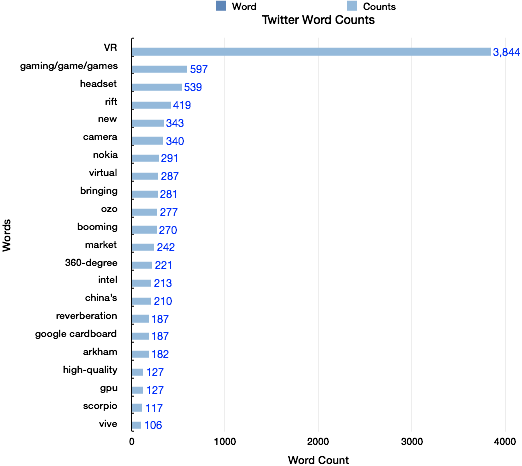 Word Counts
Twitter Word Counts
VR 3,844
gaming/game/games 597
headset 539
rift 419
new 343
camera 340
nokia 291
virtual 287
bringing 281
ozo 277
booming 270
market 242
360-degree 221
intel 213
china's 210
reverberation 187
google cardboard 187
arkham 182
high-quality 127
gpu 127
scorpio 117
vive 106
Words
0 1000 2000 3000 4000
Word Count